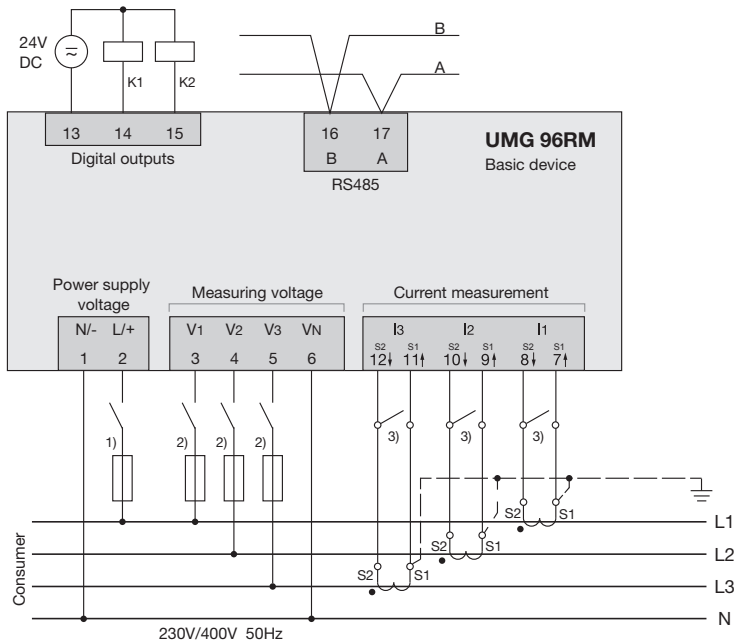 B
24V
DC
A
K1 K2
13 14 15
16 17
UMG 96RM
Digital outputs
B A
Basic device
RS485
Power supply
voltage
Measuring voltage
Current measurement
N/- L/+
V1 V2 V3 VN
I3 I2 I1
S2 S1 S2 S1 S2 S1
1 2
3 4 5 6
12 11 10 9 8 7
1) 2) 2) 2)
3) 3) 3)
Consumer
S2 S1
L1
S2 S1
L2
S2 S1
L3
N
230V/400V 50Hz